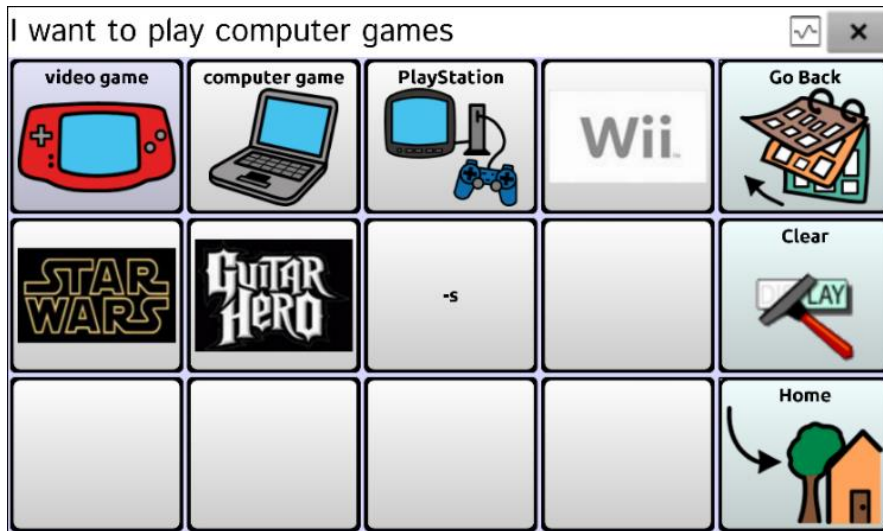 I want to play computer games
×
video game
computer game
PlayStation
Wii
Go Back
STAR
WARS
GUITAR
HERO
-s
Clear
DISPLAY
Home